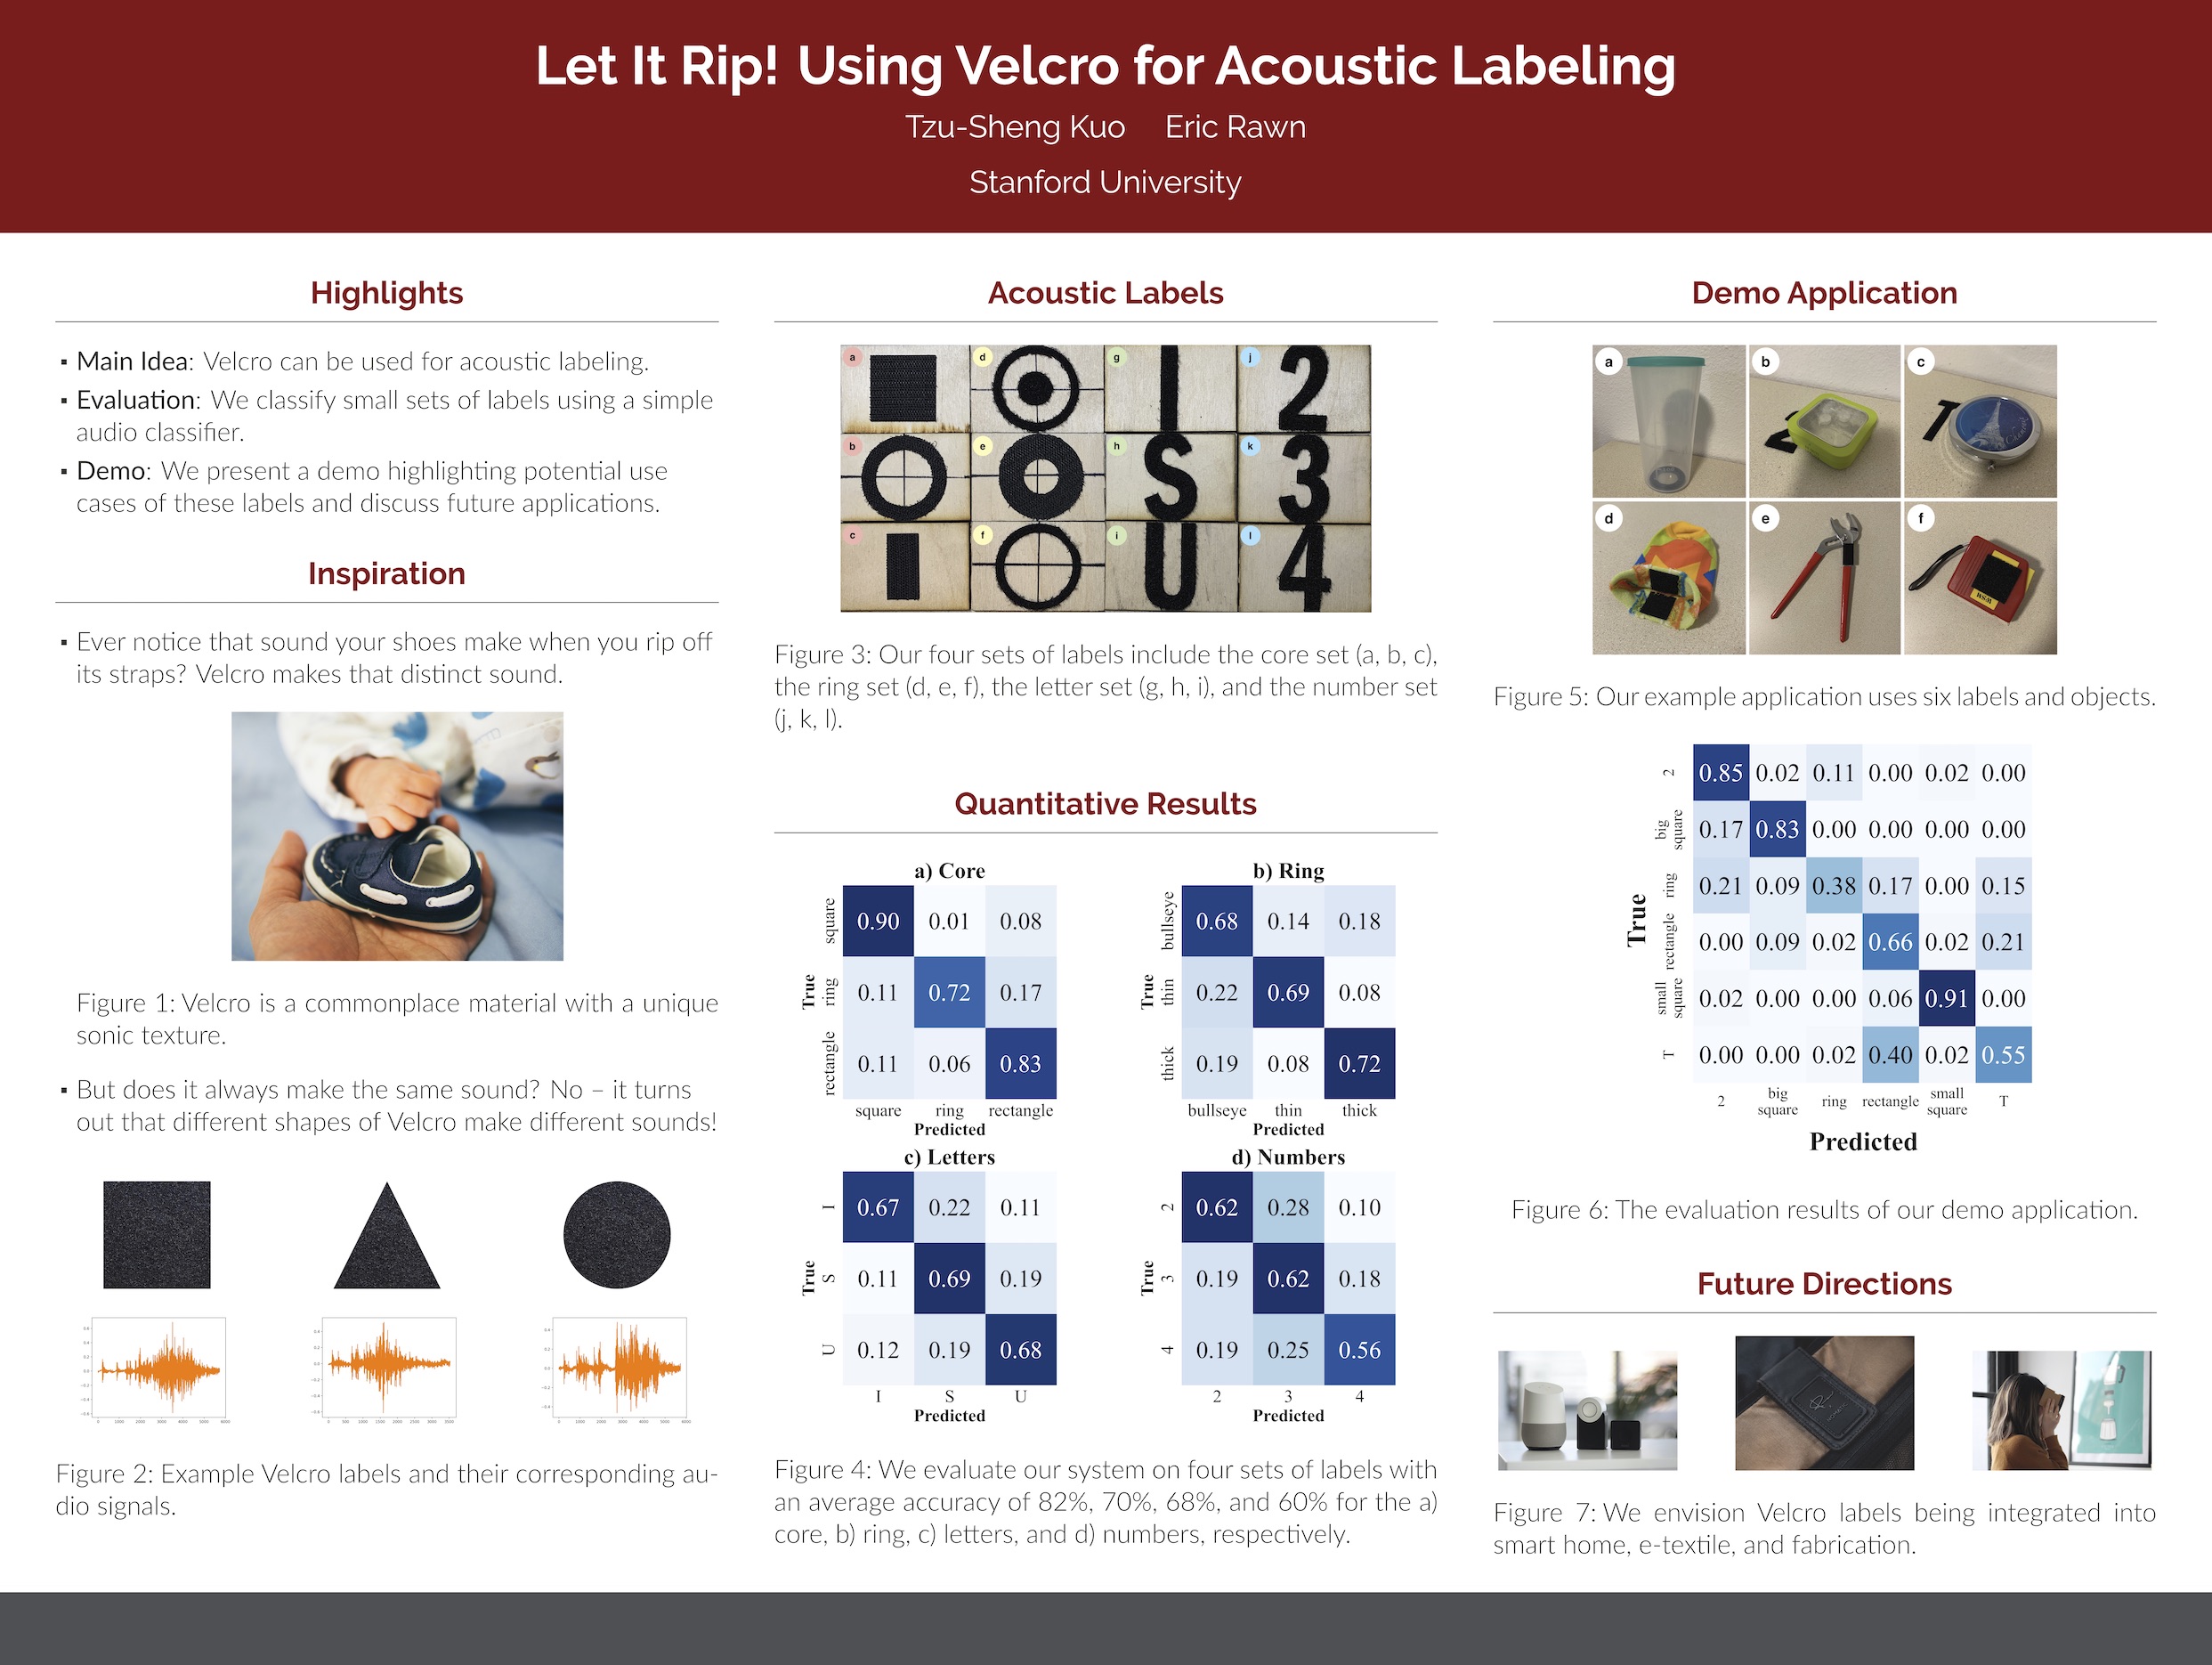 Let It Rip! Using Velcro for Acoustic Labeling
Tzu-Sheng Kuo Eric Rawn
Stanford University
Highlights
▪ Main Idea: Velcro can be used for acoustic labeling.
▪ Evaluation: We classify small sets of labels using a simple
audio classifier.
▪ Demo: We present a demo highlighting potential use
cases of these labels and discuss future applications.
Inspiration
▪ Ever notice that sound your shoes make when you rip off
its straps? Velcro makes that distinct sound.
Figure 1: Velcro is a commonplace material with a unique
sonic texture.
▪ But does it always make the same sound? No – it turns
out that different shapes of Velcro make different sounds!
Figure 2: Example Velcro labels and their corresponding au-
dio signals.
Acoustic Labels
a d g j
I 2
b e h k
S 3
c f i l
U 4
Figure 3: Our four sets of labels include the core set (a, b, c),
the ring set (d, e, f), the letter set (g, h, i), and the number set
(j, k, l).
Quantitative Results
a) Core
True
square 0.90 0.01 0.08
ring 0.11 0.72 0.17
rectangle 0.11 0.06 0.83
square ring rectangle
Predicted
b) Ring
True
bullseye 0.68 0.14 0.18
thin 0.22 0.69 0.08
thick 0.19 0.08 0.72
bullseye thin thick
Predicted
c) Letters
True
I 0.67 0.22 0.11
S 0.11 0.69 0.19
U 0.12 0.19 0.68
I S U
Predicted
d) Numbers
True
2 0.62 0.28 0.10
3 0.19 0.62 0.18
4 0.19 0.25 0.56
2 3 4
Predicted
Figure 4: We evaluate our system on four sets of labels with
an average accuracy of 82%, 70%, 68%, and 60% for the a)
core, b) ring, c) letters, and d) numbers, respectively.
Demo Application
a b c
2 T
d e f
Figure 5: Our example application uses six labels and objects.
True
2 0.85 0.02 0.11 0.00 0.02 0.00
big square 0.17 0.83 0.00 0.00 0.00 0.00
ring 0.21 0.09 0.38 0.17 0.00 0.15
rectangle 0.00 0.09 0.02 0.66 0.02 0.21
small square 0.02 0.00 0.00 0.06 0.91 0.00
T 0.00 0.00 0.02 0.40 0.02 0.55
2 big square ring rectangle small square T
Predicted
Figure 6: The evaluation results of our demo application.
Future Directions
Figure 7: We envision Velcro labels being integrated into
smart home, e-textile, and fabrication.